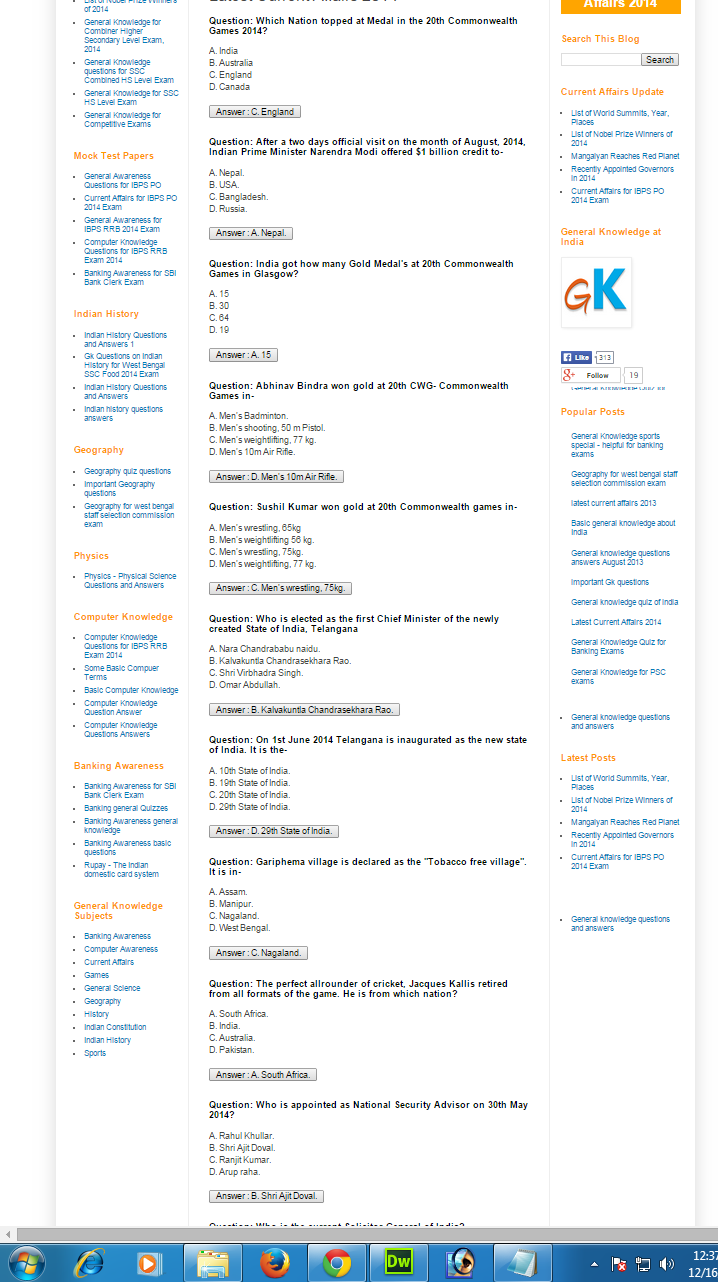 List of Nobel Prize Winners
of 2014
General Knowledge for
Combiner Higher
Secondary Level Exam,
2014
General Knowledge
questions for SSC
Combined HS Level Exam
General Knowledge for SSC
HS Level Exam
General Knowledge for
Competitive Exams
Mock Test Papers
General Awareness
Questions for IBPS PO
Current Affairs for IBPS PO
2014 Exam
General Awareness for
IBPS RRB 2014 Exam
Computer Knowledge
Questions for IBPS RRB
Exam 2014
Banking Awareness for SBI
Bank Clerk Exam
Indian History
Indian History Questions
and Answers 1
Gk Questions on Indian
History for West Bengal
SSC Food 2014 Exam
Indian History Questions
and Answers
Indian history questions
answers
Geography
Geography quiz questions
Important Geography
questions
Geography for west bengal
staff selection commission
exam
Physics
Physics - Physical Science
Questions and Answers
Computer Knowledge
Computer Knowledge
Questions for IBPS RRB
Exam 2014
Some Basic Compuer
Terms
Basic Computer Knowledge
Computer Knowledge
Question Answer
Computer Knowledge
Questions Answers
Banking Awareness
Banking Awareness for SBI
Bank Clerk Exam
Banking general Quizzes
Banking Awareness general
knowledge
Banking Awareness basic
questions
Rupay - The Indian
domestic card system
General Knowledge
Subjects
Banking Awareness
Computer Awareness
Current Affairs
Games
General Science
Geography
History
Indian Constitution
Indian History
Sports
Question: Which Nation topped at Medal in the 20th Commonwealth
Games 2014?
A. India
B. Australia
C. England
D. Canada
Answer : C. England
Question: After a two days official visit on the month of August, 2014,
Indian Prime Minister Narendra Modi offered $1 billion credit to-
A. Nepal.
B. USA.
C. Bangladesh.
D. Russia.
Answer : A. Nepal.
Question: India got how many Gold Medal's at 20th Commonwealth
Games in Glasgow?
A. 15
B. 30
C. 64
D. 19
Answer : A. 15
Question: Abhinav Bindra won gold at 20th CWG- Commonwealth
Games in-
A. Men's Badminton.
B. Men's shooting, 50 m Pistol.
C. Men's weightlifting, 77 kg.
D. Men's 10m Air Rifle.
Answer : D. Men's 10m Air Rifle.
Question: Sushil Kumar won gold at 20th Commonwealth games in-
A. Men's wrestling, 65kg
B. Men's weightlifting 56 kg.
C. Men's wrestling, 75kg.
D. Men's weightlifting, 77 kg.
Answer : C. Men's wrestling, 75kg.
Question: Who is elected as the first Chief Minister of the newly
created State of India, Telangana
A. Nara Chandrababu naidu.
B. Kalvakuntla Chandrasekhara Rao.
C. Shri Virbhadra Singh.
D. Omar Abdullah.
Answer : B. Kalvakuntla Chandrasekhara Rao.
Question: On 1st June 2014 Telangana is inaugurated as the new state
of India. It is the-
A. 10th State of India.
B. 19th State of India.
C. 20th State of India.
D. 29th State of India.
Answer : D. 29th State of India.
Question: Gariphema village is declared as the "Tobacco free village".
It is in-
A. Assam.
B. Manipur.
C. Nagaland.
D. West Bengal.
Answer : C. Nagaland.
Question: The perfect allrounder of cricket, Jacques Kallis retired
from all formats of the game. He is from which nation?
A. South Africa.
B. India.
C. Australia.
D. Pakistan.
Answer : A. South Africa.
Question: Who is appointed as National Security Advisor on 30th May
2014?
A. Rahul Khullar.
B. Shri Ajit Doval.
C. Ranjit Kumar.
D. Arup raha.
Answer : B. Shri Ajit Doval.
Affairs 2014
Search This Blog
Search
Current Affairs Update
List of World Summits, Year,
Places
List of Nobel Prize Winners of
2014
Mangalyan Reaches Red Planet
Recently Appointed Governors
in 2014
Current Affairs for IBPS PO
2014 Exam
General Knowledge at
India
GK
Like 313
Follow 19
Popular Posts
General Knowledge sports
special - helpful for banking
exams
Geography for west bengal staff
selection commission exam
latest current affairs 2013
Basic general knowledge about
India
General knowledge questions
answers August 2013
Important Gk questions
General knowledge quiz of India
Latest Current Affairs 2014
General Knowledge Quiz for
Banking Exams
General Knowledge for PSC
exams
General knowledge questions
and answers
Latest Posts
List of World Summits, Year,
Places
List of Nobel Prize Winners of
2014
Mangalyan Reaches Red Planet
Recently Appointed Governors
in 2014
Current Affairs for IBPS PO
2014 Exam
General knowledge questions
and answers
Dw
12:37
12/16